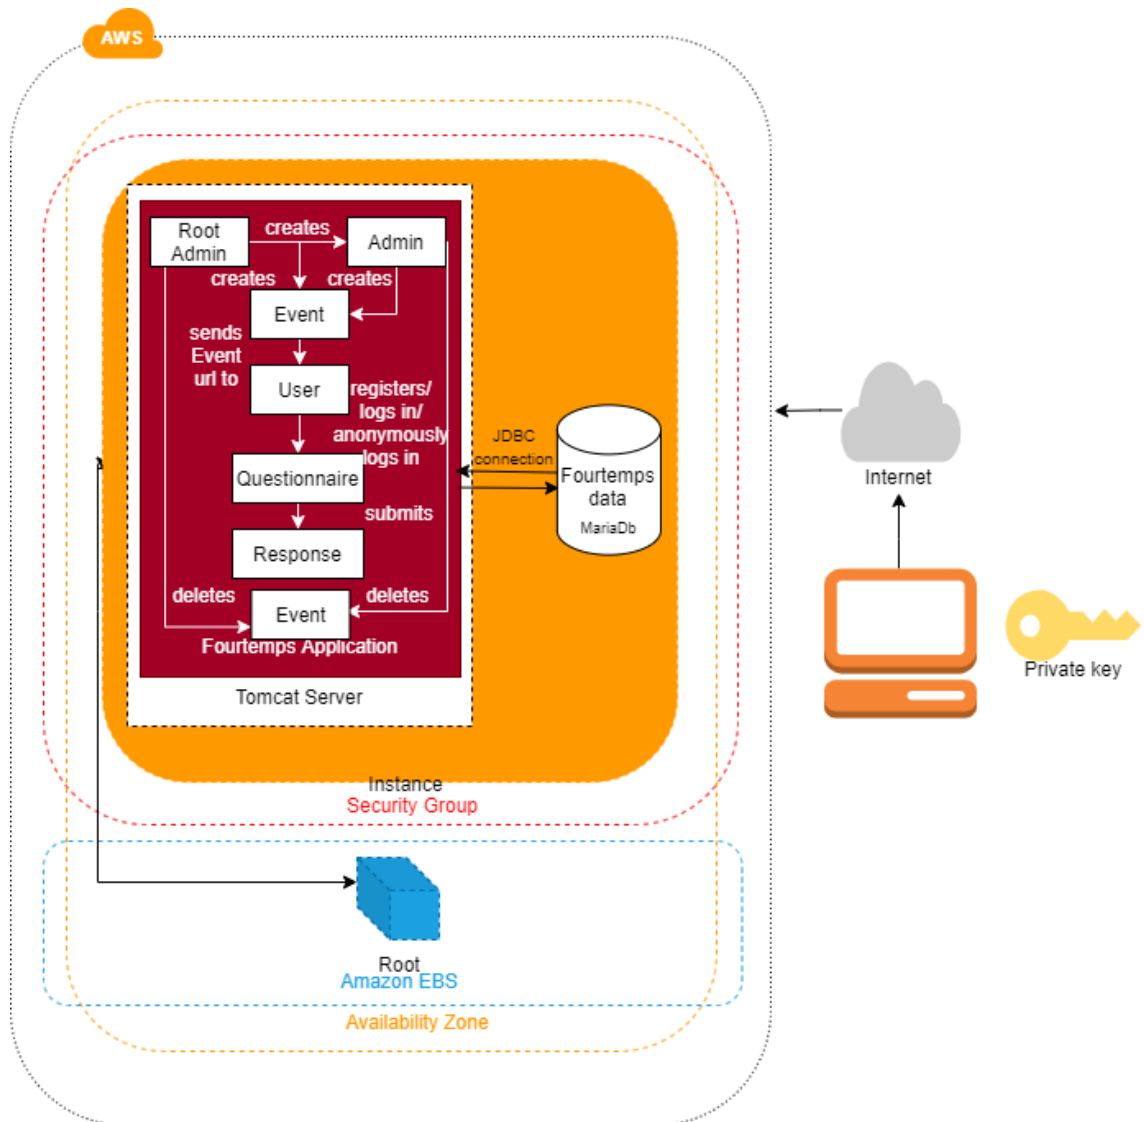 AWS
Root
Admin
creates
Admin
creates
creates
Event
sends
Event
url to
User
registers/
logs in/
anonymously
logs in
JDBC
connection
Questionnaire
submits
Response
deletes
deletes
Event
Fourtemps Application
Tomcat Server
Fourtemps
data
MariaDb
Internet
Private key
Instance
Security Group
Root
Amazon EBS
Availability Zone